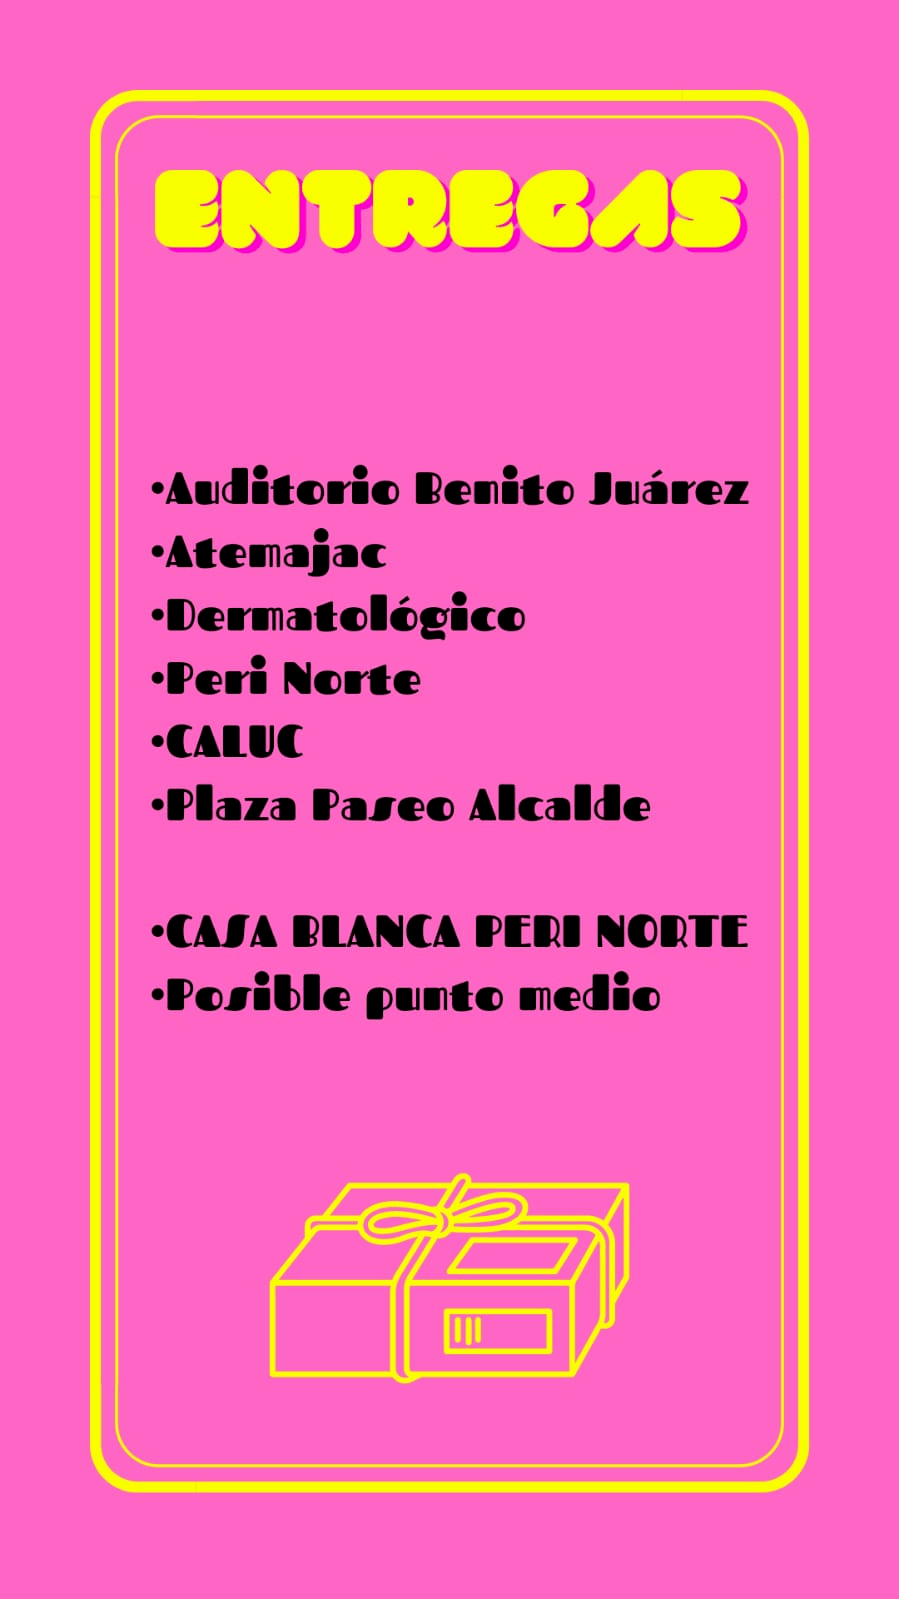 ENTREGAS
•Auditorio Benito Juárez
•Atemajac
•Dermatológico
•Peri Norte
•CALUC
•Plaza Paseo Alcalde
•CASA BLANCA PERI NORTE
•Posible punto medio